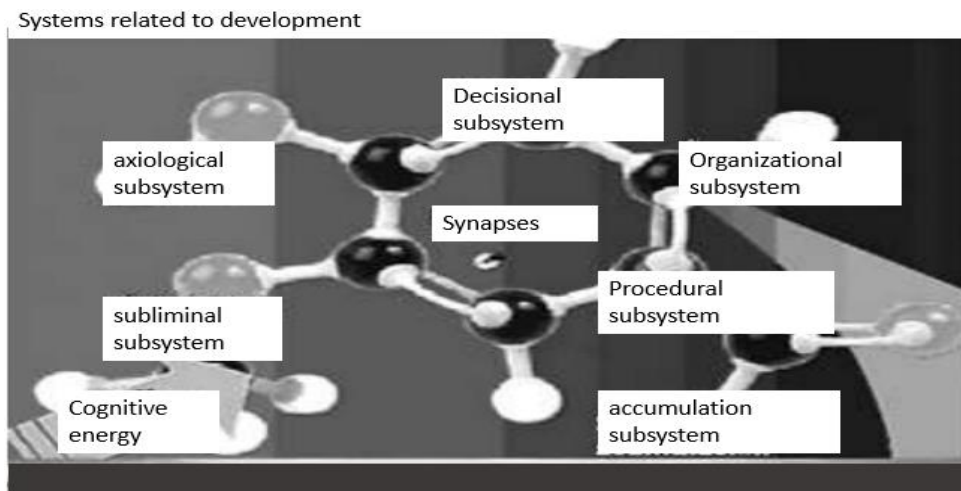 Systems related to development
Decisional
subsystem
axiological
subsystem
Organizational
subsystem
Synapses
Procedural
subsystem
subliminal
subsystem
Cognitive
energy
accumulation
subsystem